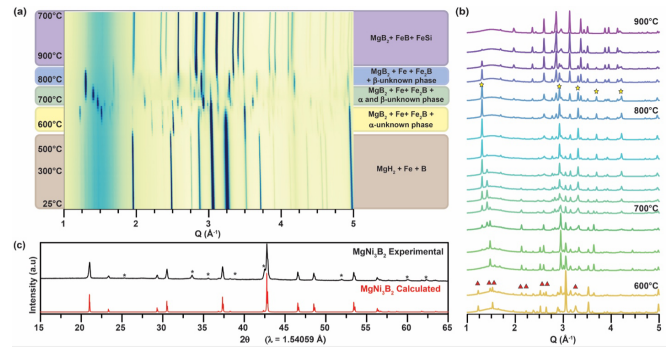 (a)
700°C
900°C
800°C
700°C
600°C
500°C
300°C
25°C
MgB₂+ FeB+ FeSi
MgB₂ + Fe + Fe₂B
+ β-unknown phase
MgB₂ + Fe+ Fe₂B +
α and β-unknown phase
MgB₂ + Fe+ Fe₂B +
α-unknown phase
MgH₂ + Fe + B
1 2 3 4 5
Q (Å⁻¹)
(b)
900°C
800°C
700°C
600°C
1 2 3 4 5
Q (Å⁻¹)
(c)
Intensity (a.u)
MgNi₃B₂ Experimental
MgNi₃B₂ Calculated
15 20 25 30 35 40 45 50 55 60 65
2θ (λ = 1.54059 Å)